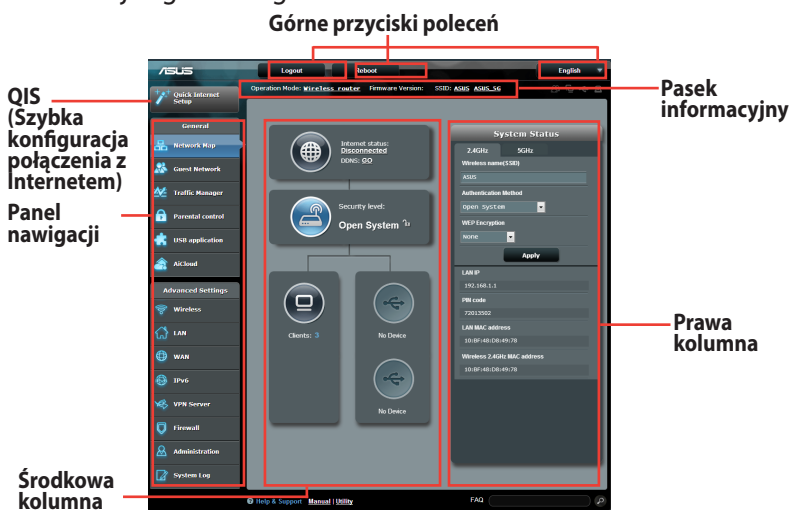 Górne przyciski poleceń
QIS
(Szybka
konfiguracja
połączenia z
Internetem)
Panel
nawigacji
Środkowa
kolumna
Pasek
informacyjny
Prawa
kolumna
ASUS
Logout
Reboot
English
Quick Internet
Setup
Operation Mode: Wireless router Firmware Version: SSID: ASUS ASUS_5G
General
Network Map
Guest Network
Traffic Manager
Parental control
USB application
AiCloud
Advanced Settings
Wireless
LAN
WAN
IPv6
VPN Server
Firewall
Administration
System Log
Internet status:
Disconnected
DDNS: GO
Security level:
Open System
Clients: 3
No Device
No Device
System Status
2.4GHz 5GHz
Wireless name(SSID)
ASUS
Authentication Method
Open System
WEP Encryption
None
Apply
LAN IP
192.168.1.1
PIN code
72013502
LAN MAC address
10:BF:48:D8:49:78
Wireless 2.4GHz MAC address
10:BF:48:D8:49:78
Help & Support Manual | Utility FAQ